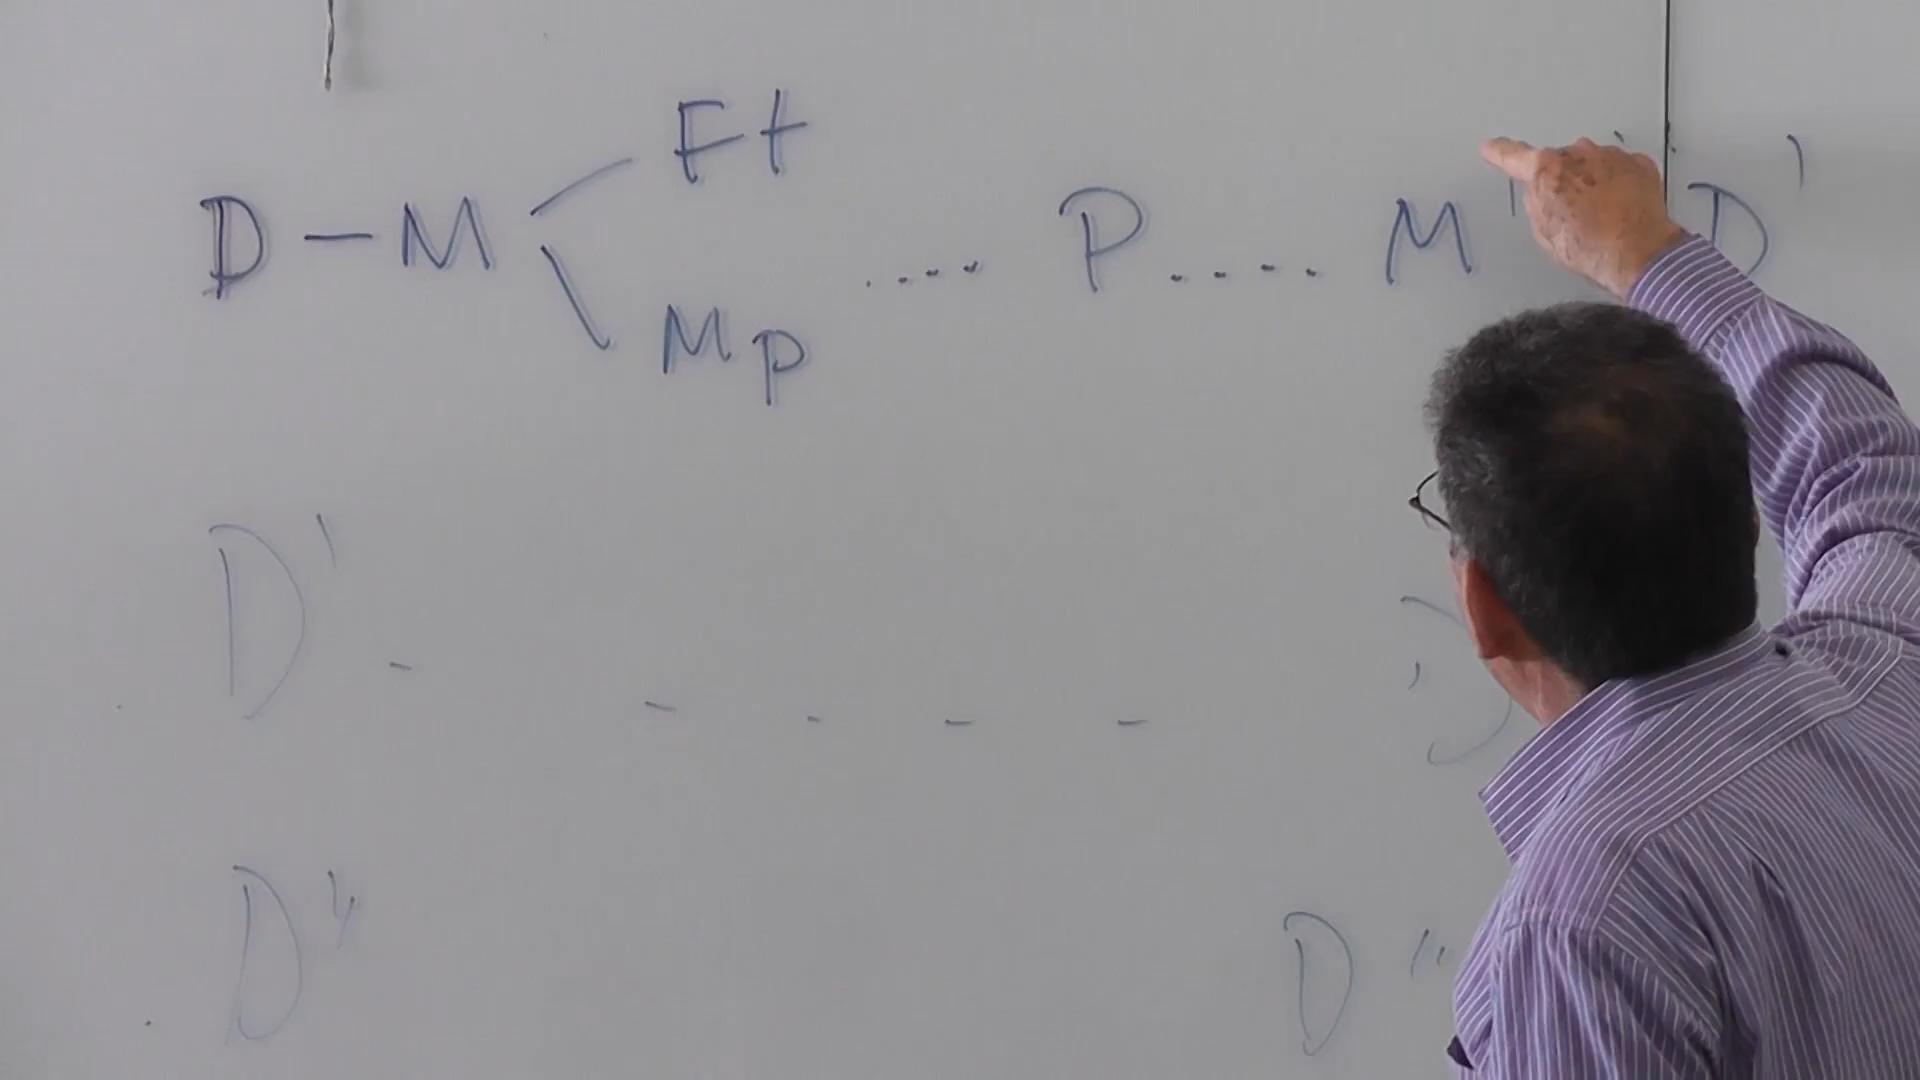 Ft
D - M .... P .... M' D'
Mp
D' - - - - -
D" D"